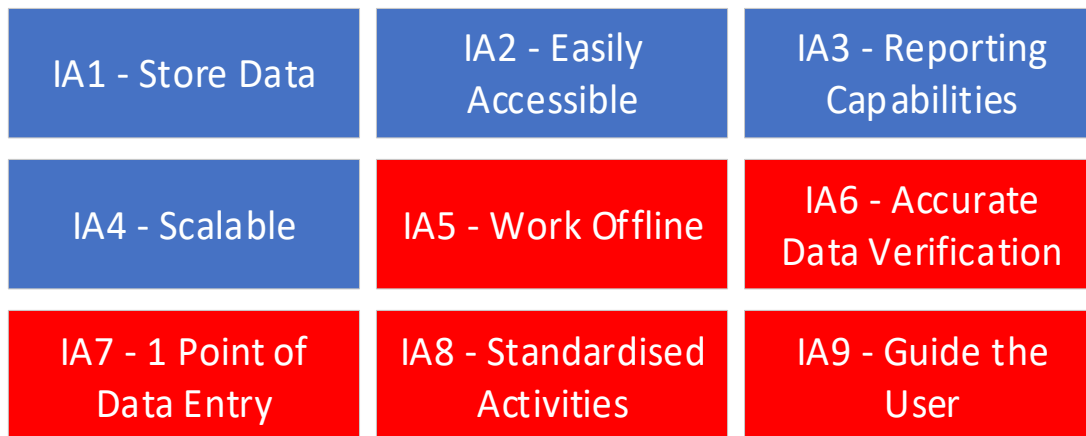 IA1 - Store Data
IA2 - Easily
Accessible
IA3 - Reporting
Capabilities
IA4 - Scalable
IA5 - Work Offline
IA6 - Accurate
Data Verification
IA7 - 1 Point of
Data Entry
IA8 - Standardised
Activities
IA9 - Guide the
User